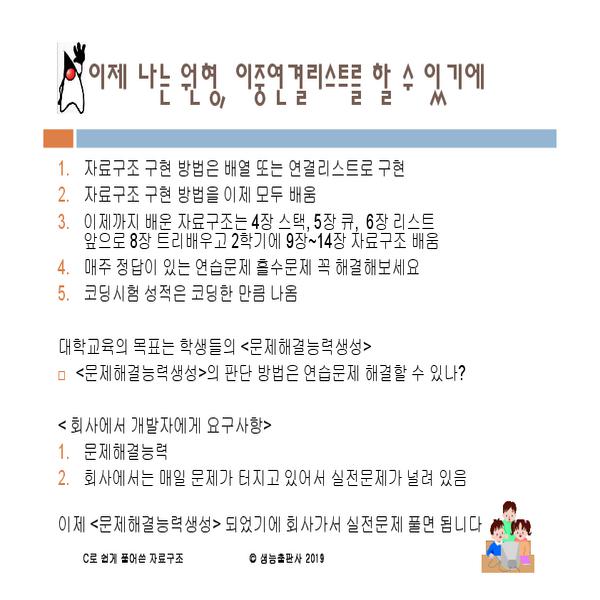 이제 나는 원형, 이중연결리스트를 할 수 있기에
1. 자료구조 구현 방법은 배열 또는 연결리스트로 구현
2. 자료구조 구현 방법을 이제 모두 배움
3. 이제까지 배운 자료구조는 4장 스택, 5장 큐, 6장 리스트
앞으로 8장 트리배우고 2학기에 9장~14장 자료구조 배움
4. 매주 정답이 있는 연습문제 홀수문제 꼭 해결해보세요
5. 코딩시험 성적은 코딩한 만큼 나옴
대학교육의 목표는 학생들의 <문제해결능력생성>
□ <문제해결능력생성>의 판단 방법은 연습문제 해결할 수 있나?
< 회사에서 개발자에게 요구사항>
1. 문제해결능력
2. 회사에서는 매일 문제가 터지고 있어서 실전문제가 널려 있음
이제 <문제해결능력생성> 되었기에 회사가서 실전문제 풀면 됩니다
C로 쉽게 풀어쓴 자료구조 © 생능출판사 2019